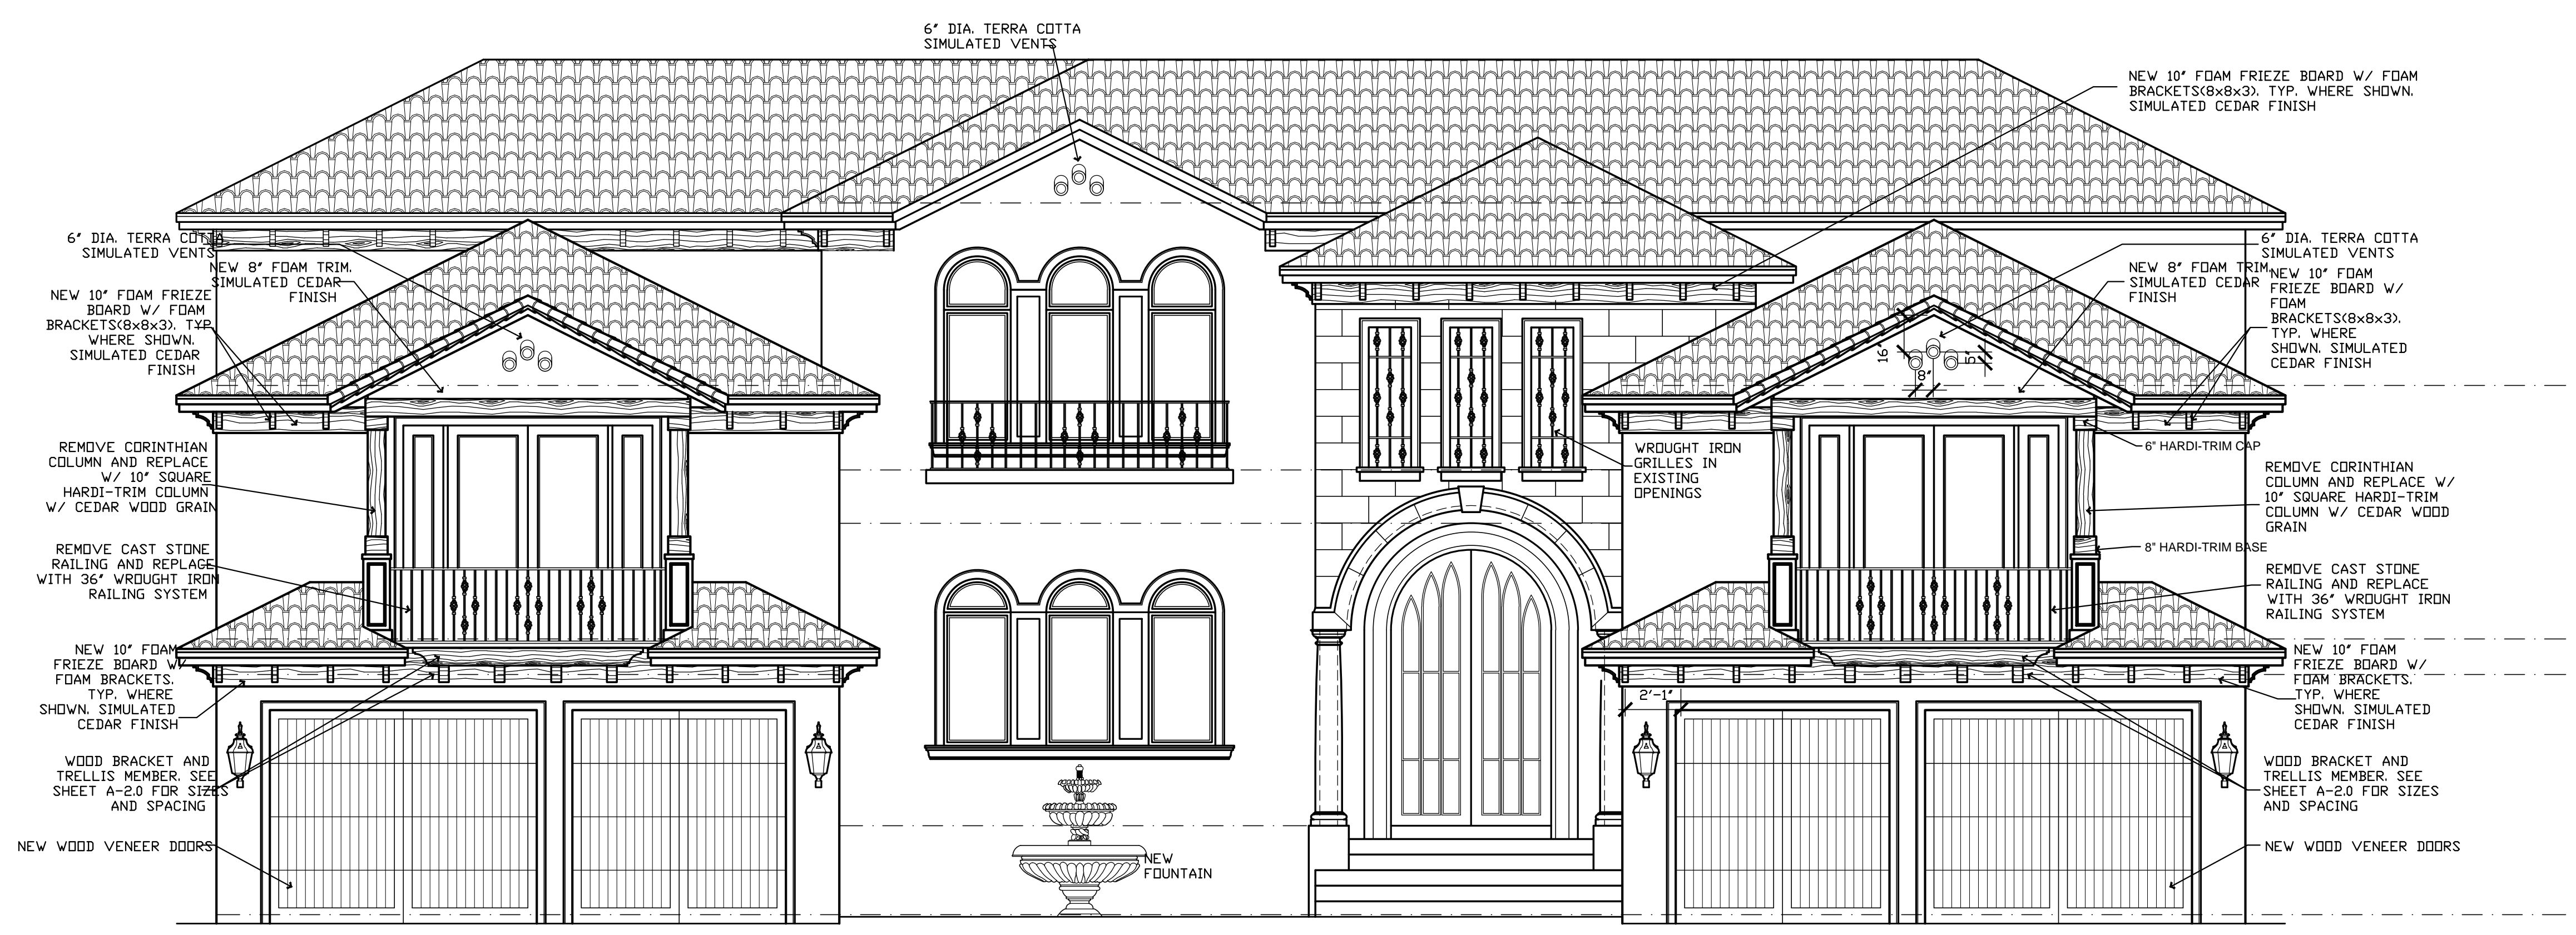 6" DIA. TERRA COTTA
SIMULATED VENTS
NEW 10" FOAM FRIEZE BOARD W/ FOAM
BRACKETS(8x8x3), TYP. WHERE SHOWN.
SIMULATED CEDAR FINISH
6" DIA. TERRA COTTA
SIMULATED VENTS
NEW 8" FOAM TRIM,
SIMULATED CEDAR
FINISH
NEW 10" FOAM FRIEZE
BOARD W/ FOAM
BRACKETS(8x8x3), TYP.
WHERE SHOWN.
SIMULATED CEDAR
FINISH
REMOVE CORINTHIAN
COLUMN AND REPLACE
W/ 10" SQUARE
HARDI-TRIM COLUMN
W/ CEDAR WOOD GRAIN
REMOVE CAST STONE
RAILING AND REPLACE
WITH 36" WROUGHT IRON
RAILING SYSTEM
NEW 10" FOAM
FRIEZE BOARD W/
FOAM BRACKETS,
TYP. WHERE
SHOWN. SIMULATED
CEDAR FINISH
WOOD BRACKET AND
TRELLIS MEMBER, SEE
SHEET A-2.0 FOR SIZES
AND SPACING
NEW WOOD VENEER DOORS
NEW
FOUNTAIN
WROUGHT IRON
GRILLES IN
EXISTING
OPENINGS
16"
8"
5"
2'-1"
6" DIA. TERRA COTTA
SIMULATED VENTS
NEW 8" FOAM TRIM,
SIMULATED CEDAR
FINISH
NEW 10" FOAM
FRIEZE BOARD W/
FOAM
BRACKETS(8x8x3),
TYP. WHERE
SHOWN. SIMULATED
CEDAR FINISH
6" HARDI-TRIM CAP
REMOVE CORINTHIAN
COLUMN AND REPLACE W/
10" SQUARE HARDI-TRIM
COLUMN W/ CEDAR WOOD
GRAIN
8" HARDI-TRIM BASE
REMOVE CAST STONE
RAILING AND REPLACE
WITH 36" WROUGHT IRON
RAILING SYSTEM
NEW 10" FOAM
FRIEZE BOARD W/
FOAM BRACKETS,
TYP. WHERE
SHOWN. SIMULATED
CEDAR FINISH
WOOD BRACKET AND
TRELLIS MEMBER, SEE
SHEET A-2.0 FOR SIZES
AND SPACING
NEW WOOD VENEER DOORS